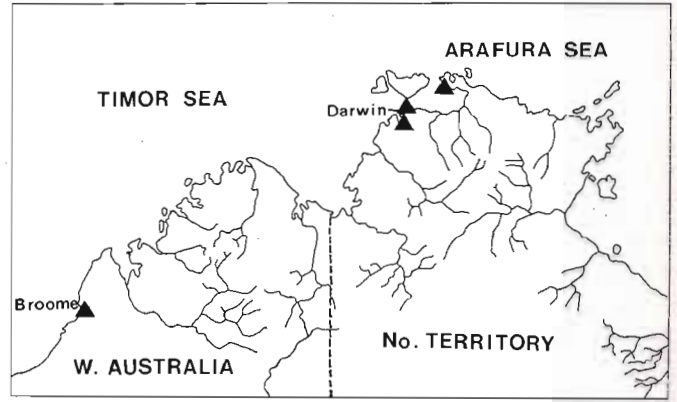 ARAFURA SEA
TIMOR SEA
Darwin
Broome
No. TERRITORY
W. AUSTRALIA